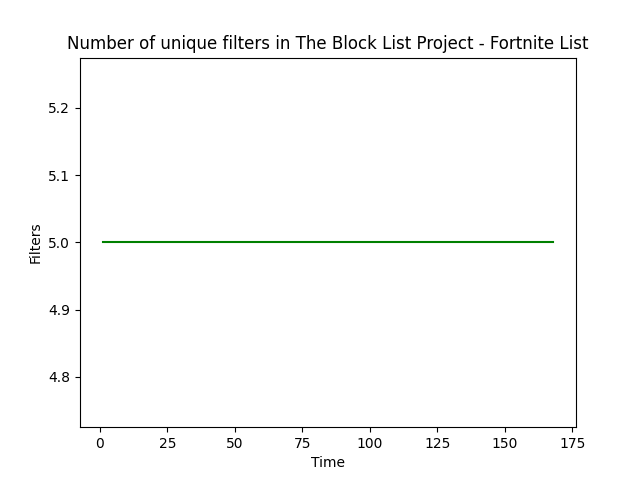 Number of unique filters in The Block List Project - Fortnite List
5.2
5.1
5.0
4.9
4.8
Filters
0 25 50 75 100 125 150 175
Time